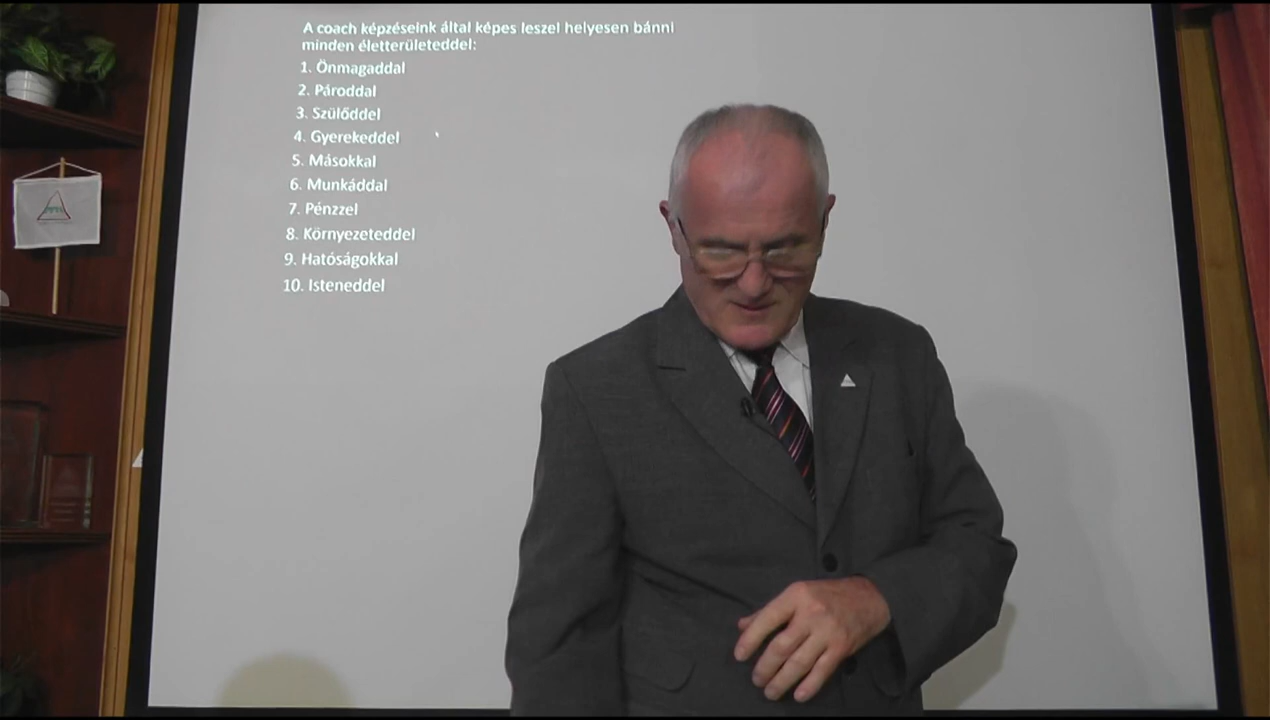 A coach képzéseink által képes leszel helyesen bánni
minden életterületeddel:
1. Önmagaddal
2. Pároddal
3. Szülőddel
4. Gyerekeddel
5. Másokkal
6. Munkáddal
7. Pénzzel
8. Környezeteddel
9. Hatóságokkal
10. Isteneddel